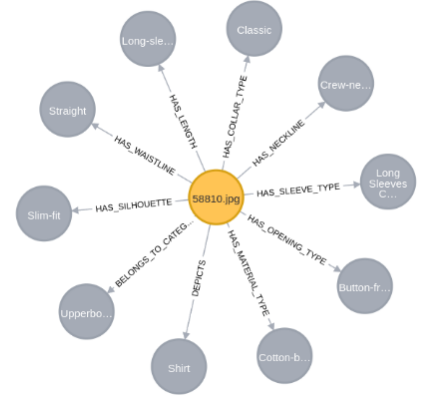 Classic
Long-sle...
Crew-ne...
Straight
HAS_LENGTH
HAS_COLLAR_TYPE
HAS_NECKLINE
HAS_WAISTLINE
Long
Sleeves
C...
HAS_SLEEVE_TYPE
58810.jpg
HAS_SILHOUETTE
Slim-fit
BELONGS_TO_CATEG...
HAS_OPENING_TYPE
HAS_MATERIAL_TYPE
DEPICTS
Button-fr...
Upperbo...
Cotton-b...
Shirt